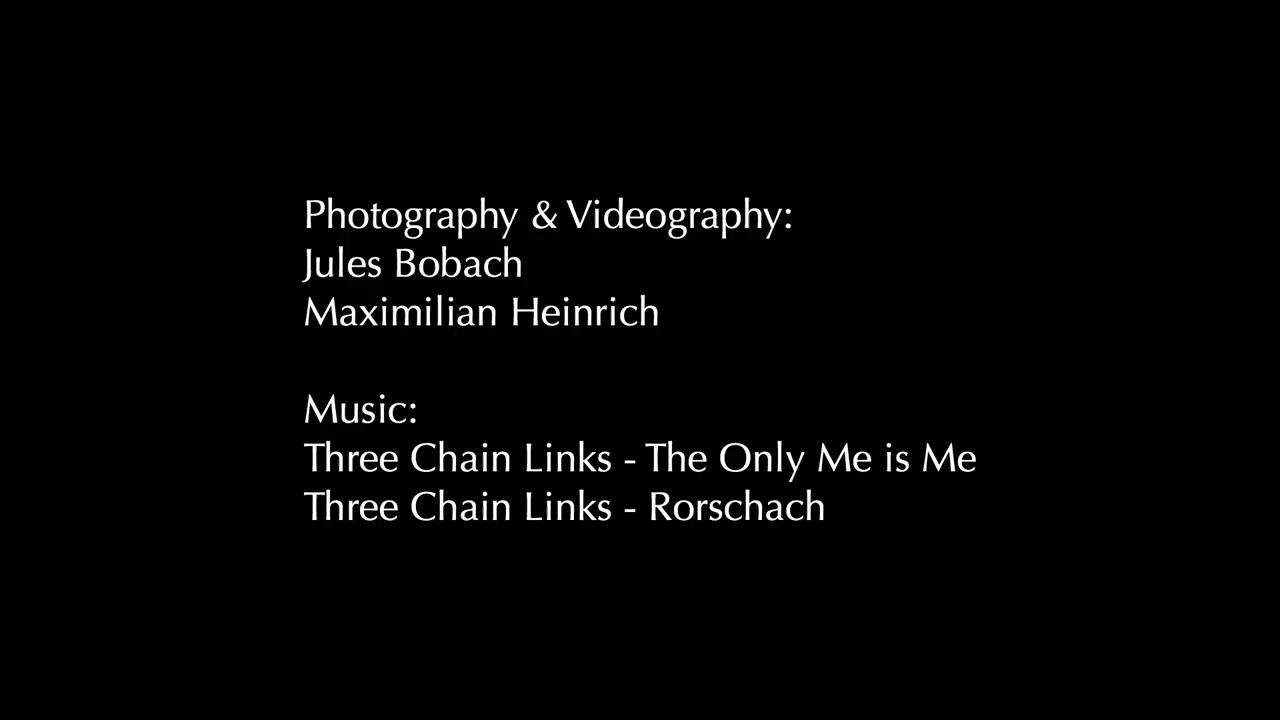 Photography & Videography:
Jules Bobach
Maximilian Heinrich
Music:
Three Chain Links - The Only Me is Me
Three Chain Links - Rorschach